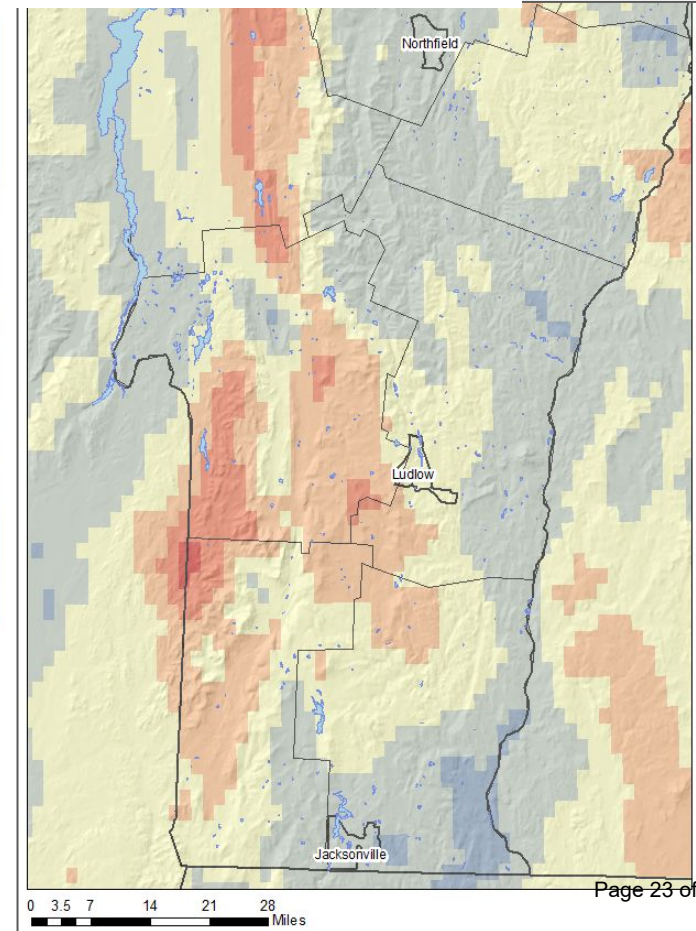 Northfield
Ludlow
Jacksonville
Page 23 of
0 3.5 7 14 21 28
Miles